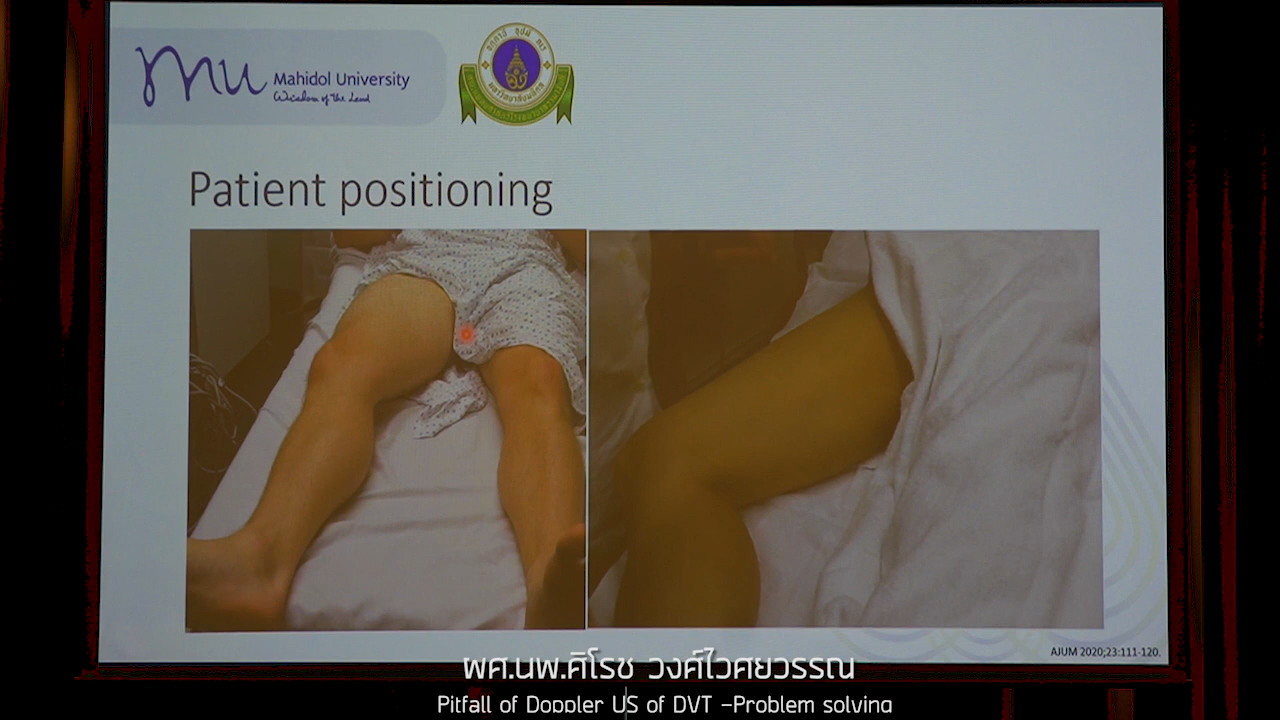 Mahidol University
Wisdom of the Land
Patient positioning
AJUM 2020;23:111-120.
ผศ.นพ.ศิโรช วงศ์ไวศยวรรณ
Pitfall of Doppler US of DVT -Problem solving